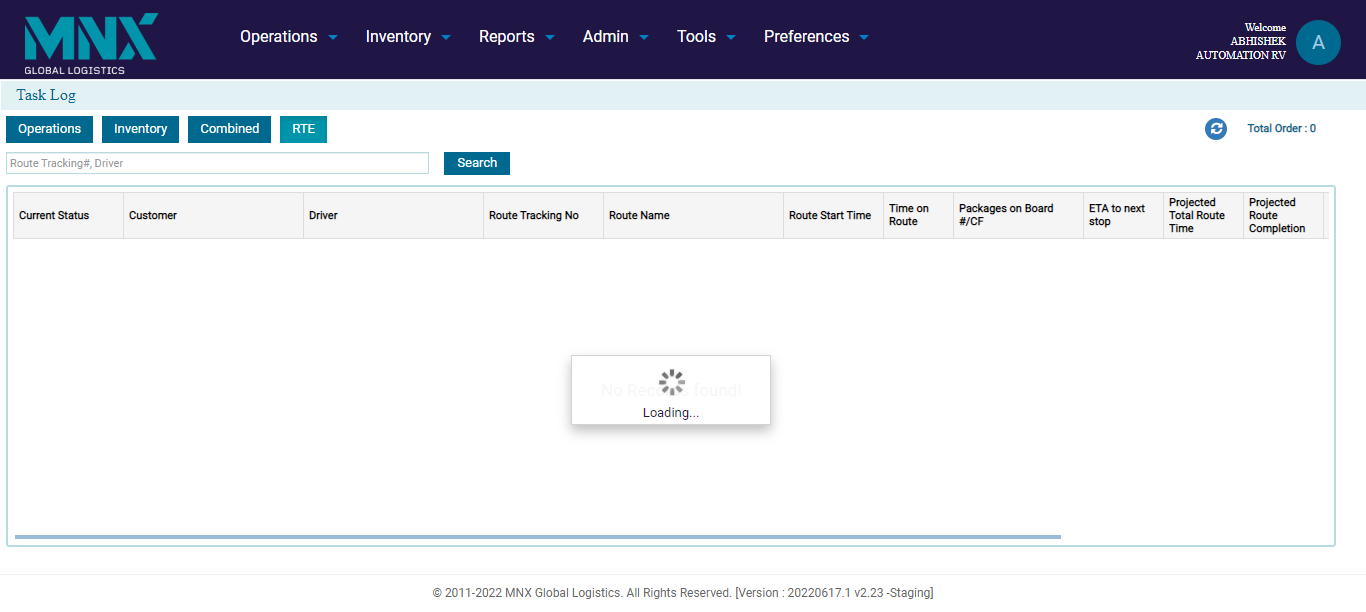 MNX
GLOBAL LOGISTICS
Operations Inventory Reports Admin Tools Preferences
Welcome
ABHISHEK
AUTOMATION RV
A
Task Log
Operations Inventory Combined RTE
Total Order : 0
Route Tracking#, Driver
Search
Current Status Customer Driver Route Tracking No Route Name Route Start Time Time on Route Packages on Board #/CF ETA to next stop Projected Total Route Time Projected Route Completion
No Records found!
Loading...
© 2011-2022 MNX Global Logistics. All Rights Reserved. [Version : 20220617.1 v2.23 -Staging]